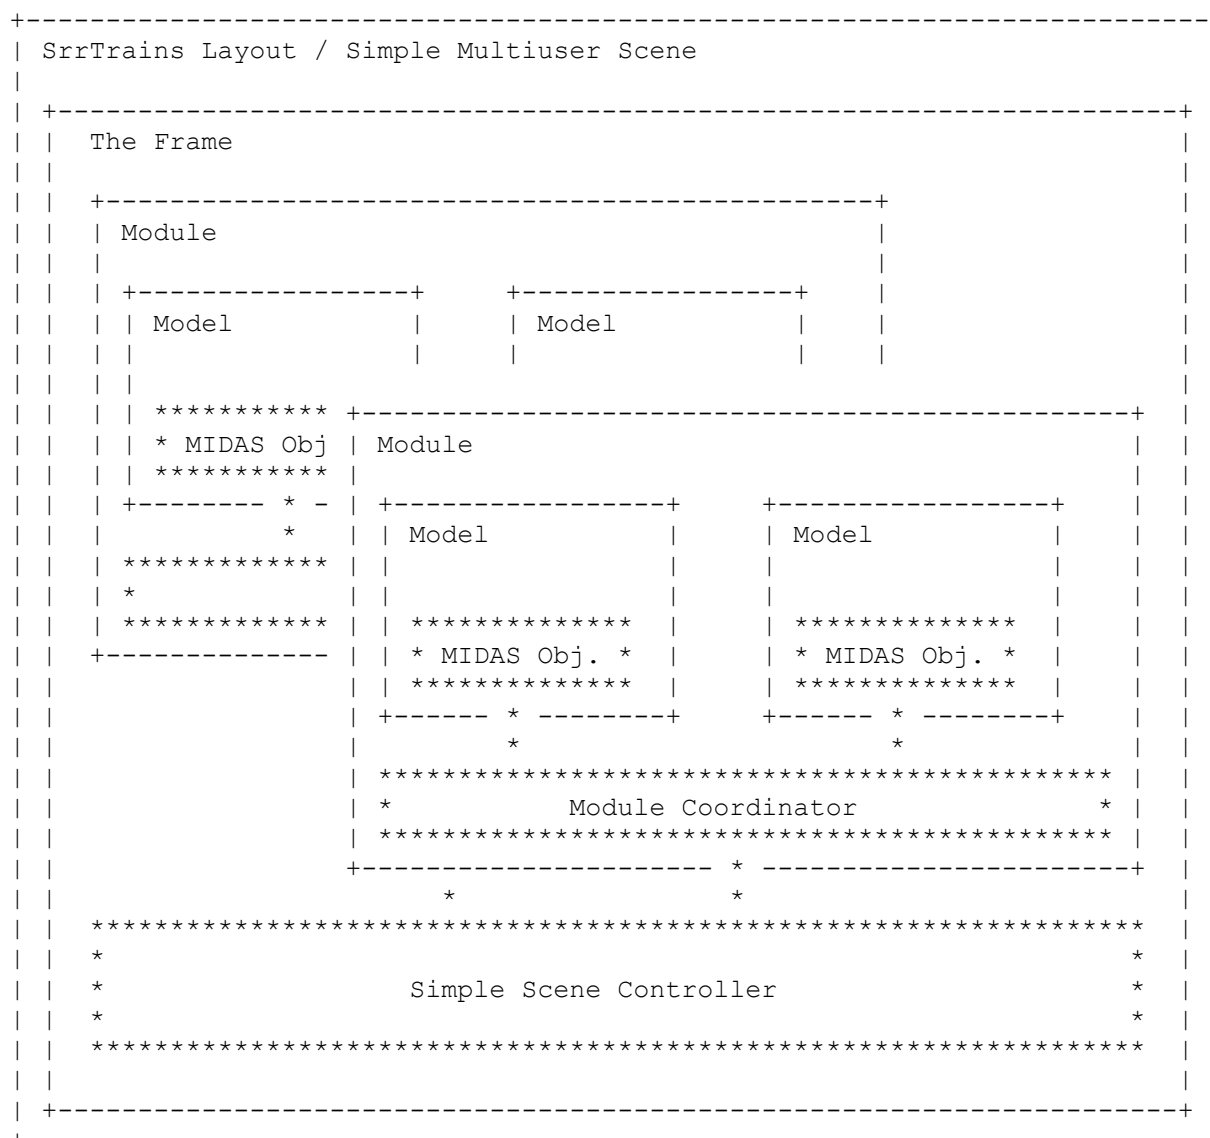 SrrTrains Layout / Simple Multiuser Scene
The Frame
Module
Model Model
MIDAS Obj Module
Model Model
MIDAS Obj. MIDAS Obj.
Module Coordinator
Simple Scene Controller